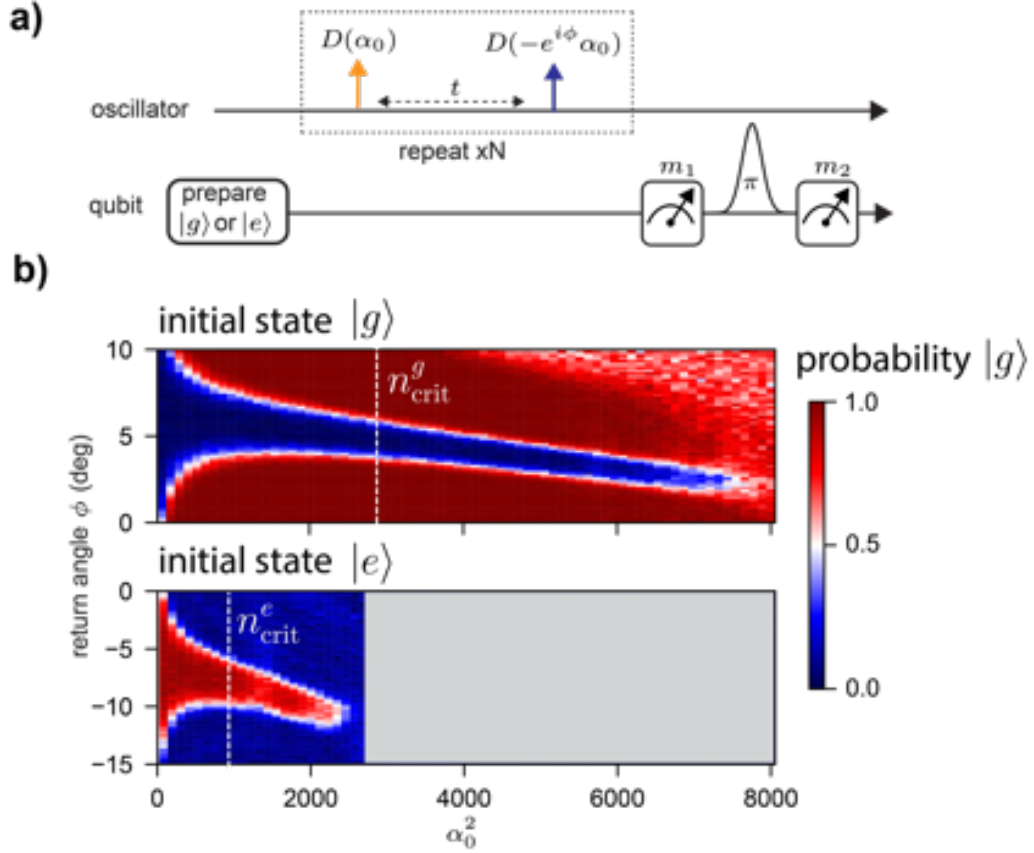 a)
D(α₀)
D(−e^{iϕ}α₀)
t
oscillator
repeat xN
qubit
prepare
|g⟩ or |e⟩
m₁
π
m₂
b)
initial state |g⟩
10
5
0
n^g_crit
probability |g⟩
1.0
0.5
0.0
return angle ϕ (deg)
initial state |e⟩
0
−5
−10
−15
n^e_crit
0 2000 4000 6000 8000
α₀²